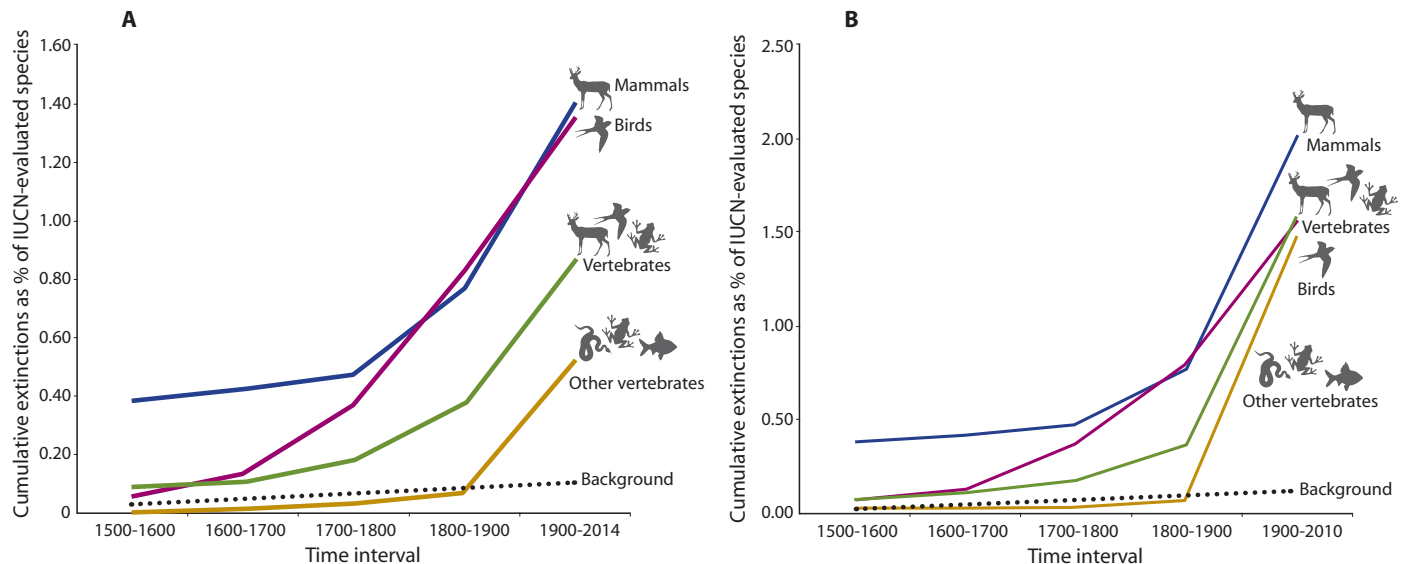 A
Cumulative extinctions as % of IUCN-evaluated species
1.60
1.40
1.20
1.00
0.80
0.60
0.40
0.20
0
Mammals
Birds
Vertebrates
Other vertebrates
Background
1500-1600
1600-1700
1700-1800
1800-1900
1900-2014
Time interval
B
Cumulative extinctions as % of IUCN-evaluated species
2.50
2.00
1.50
1.00
0.50
0.00
Mammals
Vertebrates
Birds
Other vertebrates
Background
1500-1600
1600-1700
1700-1800
1800-1900
1900-2010
Time interval